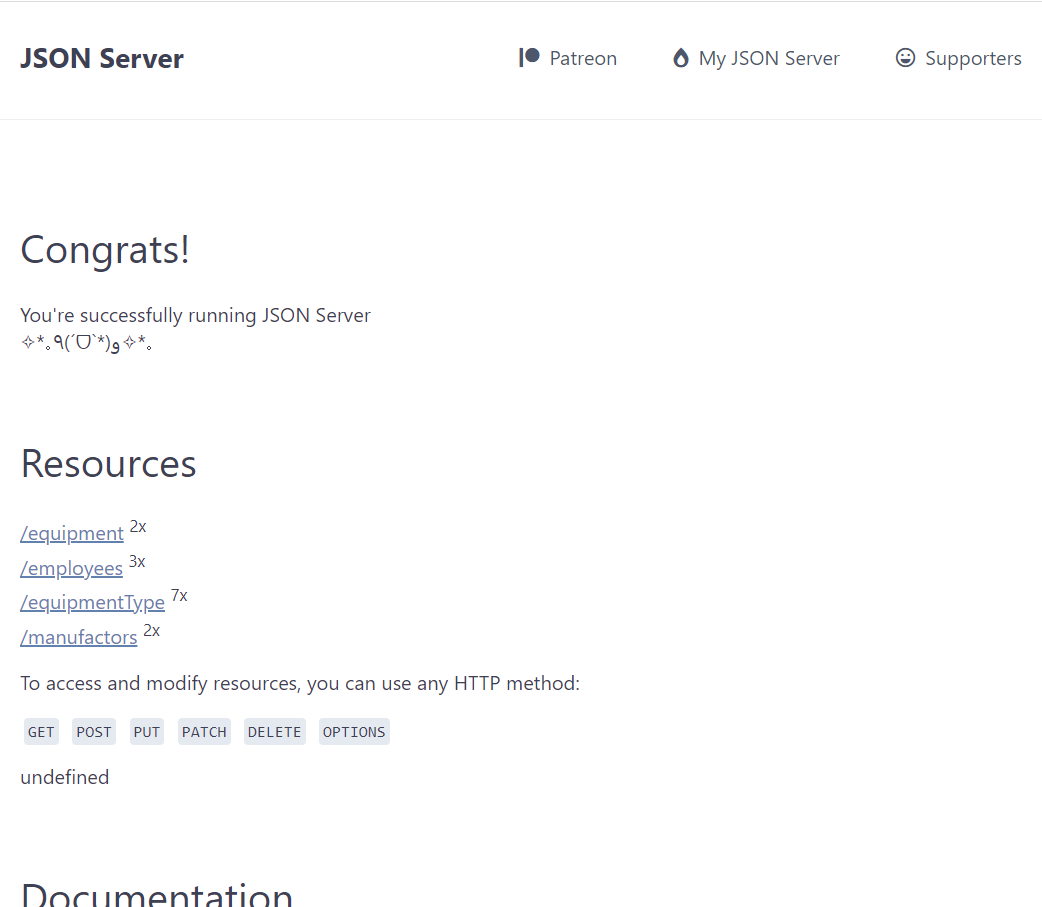 JSON Server
Patreon
My JSON Server
Supporters
Congrats!
You're successfully running JSON Server
✧*｡٩(ˊᗜˋ*)و✧*｡
Resources
/equipment 2x
/employees 3x
/equipmentType 7x
/manufactors 2x
To access and modify resources, you can use any HTTP method:
GET POST PUT PATCH DELETE OPTIONS
undefined
Documentation